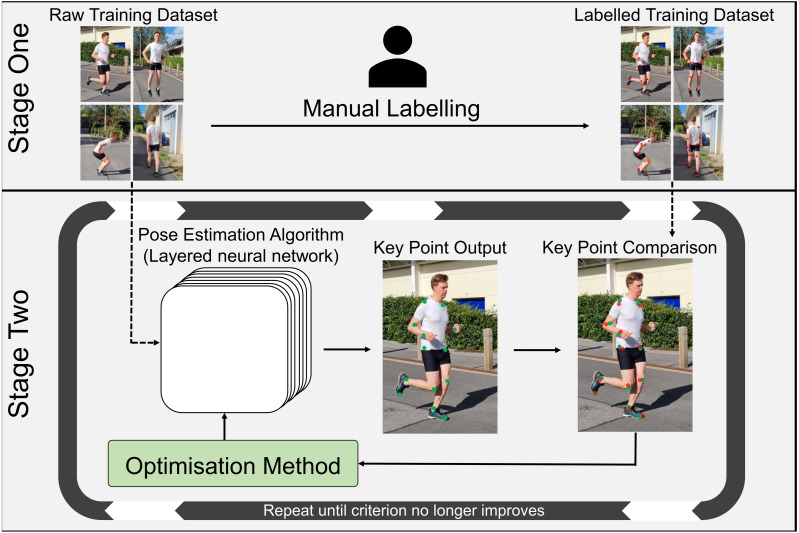 Stage One
Raw Training Dataset
Manual Labelling
Labelled Training Dataset
Stage Two
Pose Estimation Algorithm
(Layered neural network)
Key Point Output
Key Point Comparison
Optimisation Method
Repeat until criterion no longer improves